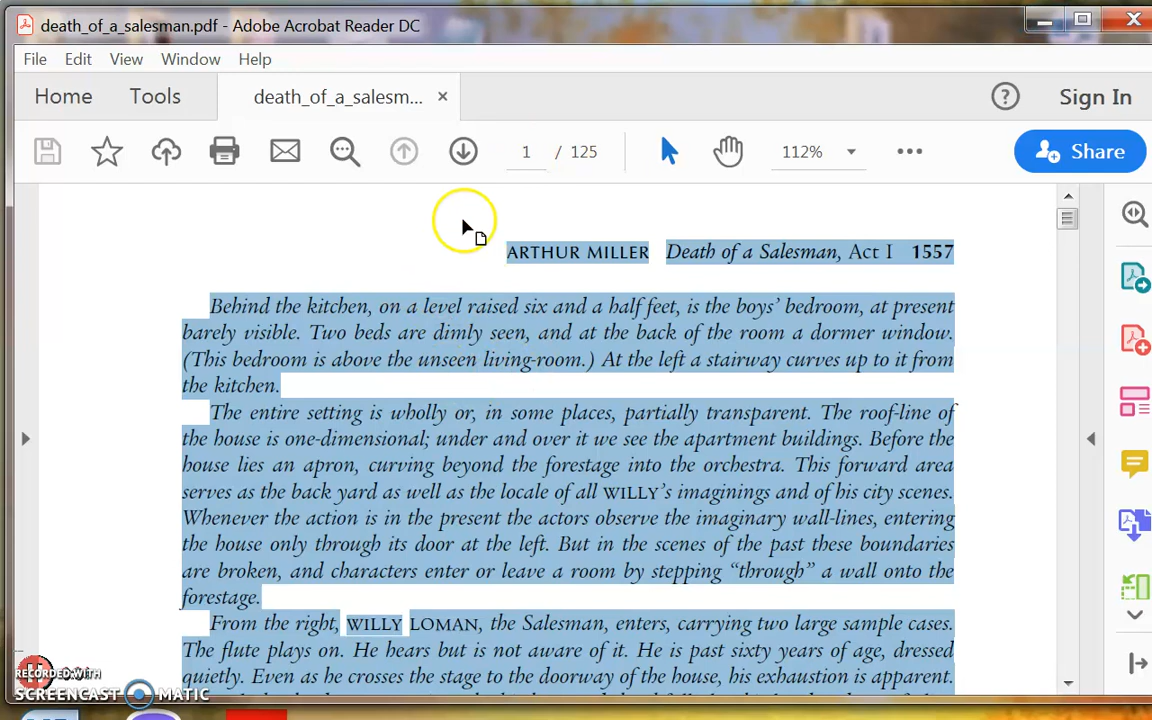 death_of_a_salesman.pdf - Adobe Acrobat Reader DC
File Edit View Window Help
Home Tools death_of_a_salesm... × ? Sign In
1 / 125 112% Share
ARTHUR MILLER Death of a Salesman, Act I 1557
Behind the kitchen, on a level raised six and a half feet, is the boys’ bedroom, at present
barely visible. Two beds are dimly seen, and at the back of the room a dormer window.
(This bedroom is above the unseen living-room.) At the left a stairway curves up to it from
the kitchen.
The entire setting is wholly or, in some places, partially transparent. The roof-line of
the house is one-dimensional; under and over it we see the apartment buildings. Before the
house lies an apron, curving beyond the forestage into the orchestra. This forward area
serves as the back yard as well as the locale of all WILLY’s imaginings and of his city scenes.
Whenever the action is in the present the actors observe the imaginary wall-lines, entering
the house only through its door at the left. But in the scenes of the past these boundaries
are broken, and characters enter or leave a room by stepping “through” a wall onto the
forestage.
From the right, WILLY LOMAN, the Salesman, enters, carrying two large sample cases.
The flute plays on. He hears but is not aware of it. He is past sixty years of age, dressed
quietly. Even as he crosses the stage to the doorway of the house, his exhaustion is apparent.
RECORDED WITH
SCREENCAST MATIC